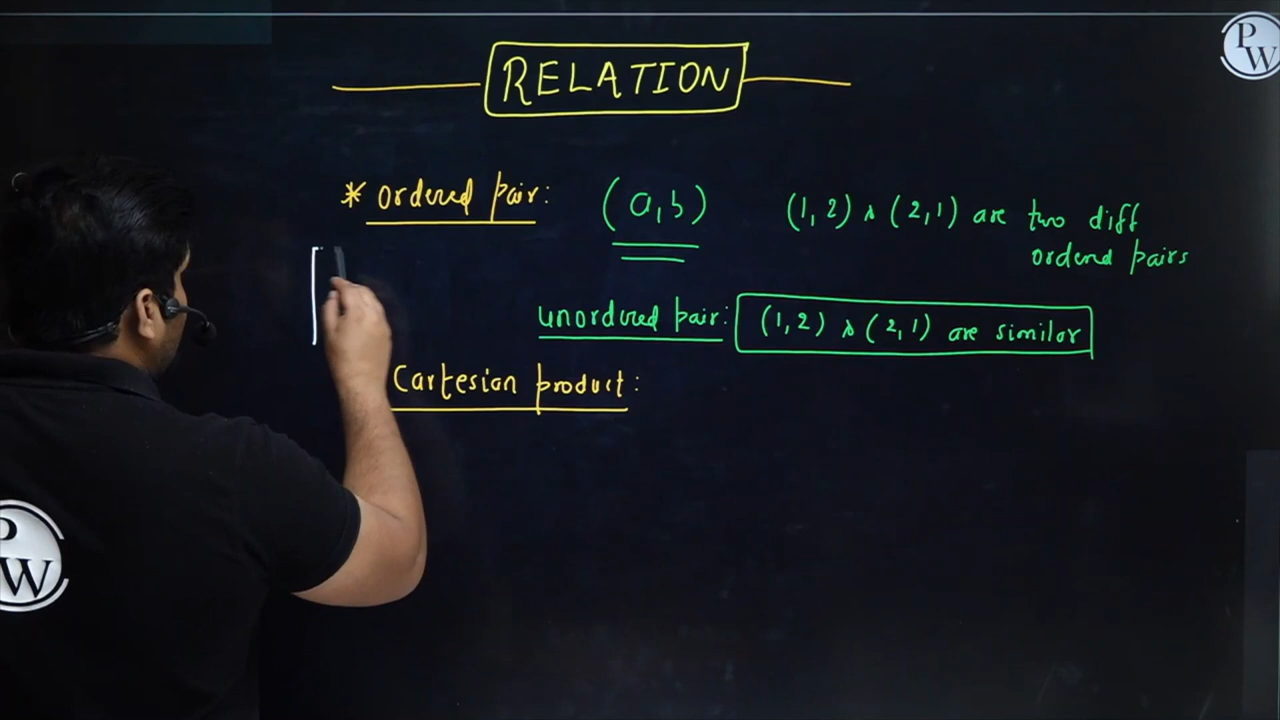 PW
RELATION
* Ordered pair: (a, b) (1, 2) & (2, 1) are two diff
ordered pairs
unordered pair: (1, 2) & (2, 1) are similar
Cartesian product:
PW